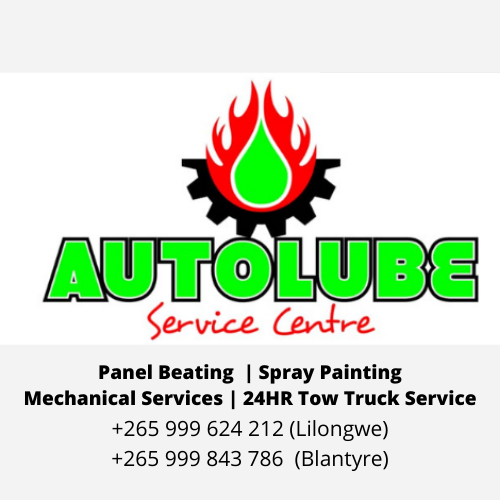 AUTOLUBE
Service Centre
Panel Beating | Spray Painting
Mechanical Services | 24HR Tow Truck Service
+265 999 624 212 (Lilongwe)
+265 999 843 786 (Blantyre)